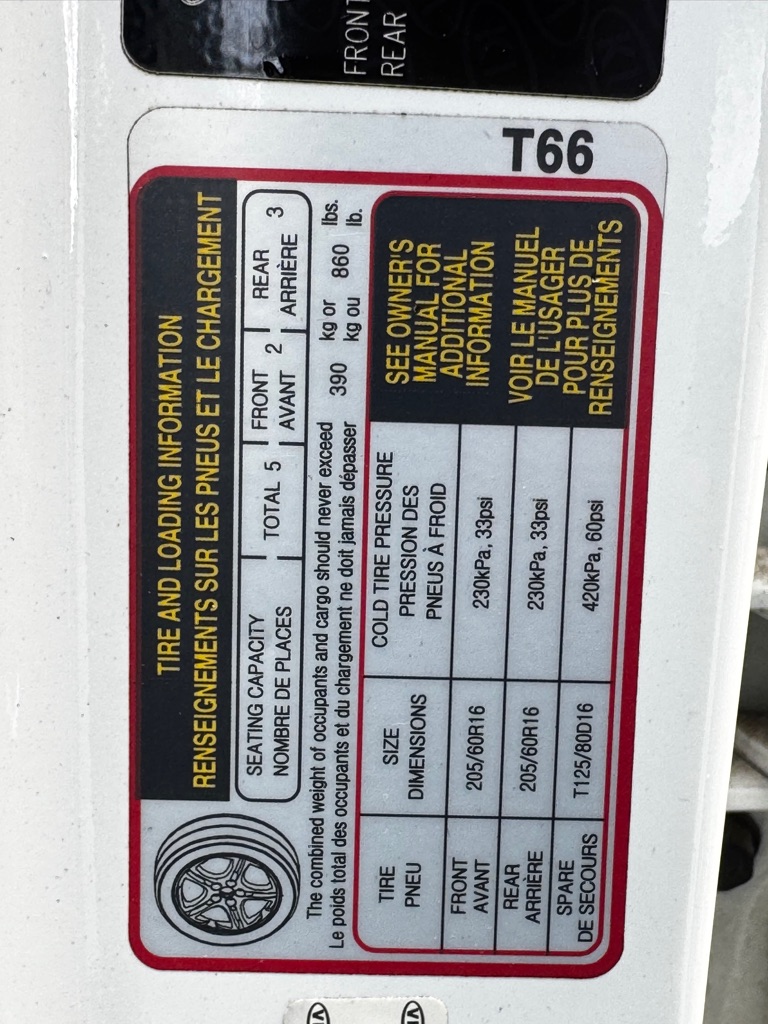 FRONT
REAR
T66
TIRE AND LOADING INFORMATION
RENSEIGNEMENTS SUR LES PNEUS ET LE CHARGEMENT
SEATING CAPACITY
NOMBRE DE PLACES
TOTAL 5
FRONT
AVANT 2
REAR
ARRIÈRE 3
The combined weight of occupants and cargo should never exceed 390 kg or 860 lbs.
Le poids total des occupants et du chargement ne doit jamais dépasser kg ou lb.
TIRE
PNEU
SIZE
DIMENSIONS
COLD TIRE PRESSURE
PRESSION DES
PNEUS À FROID
FRONT
AVANT
205/60R16
230kPa, 33psi
REAR
ARRIÈRE
205/60R16
230kPa, 33psi
SPARE
DE SECOURS
T125/80D16
420kPa, 60psi
SEE OWNER'S
MANUAL FOR
ADDITIONAL
INFORMATION
VOIR LE MANUEL
DE L'USAGER
POUR PLUS DE
RENSEIGNEMENTS